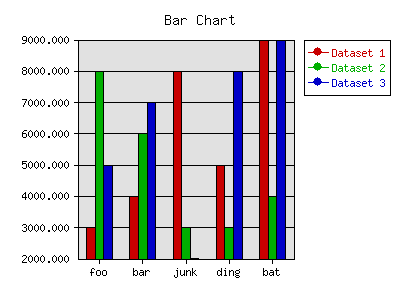 Bar Chart
9000.000
8000.000
7000.000
6000.000
5000.000
4000.000
3000.000
2000.000
foo bar junk ding bat
Dataset 1
Dataset 2
Dataset 3